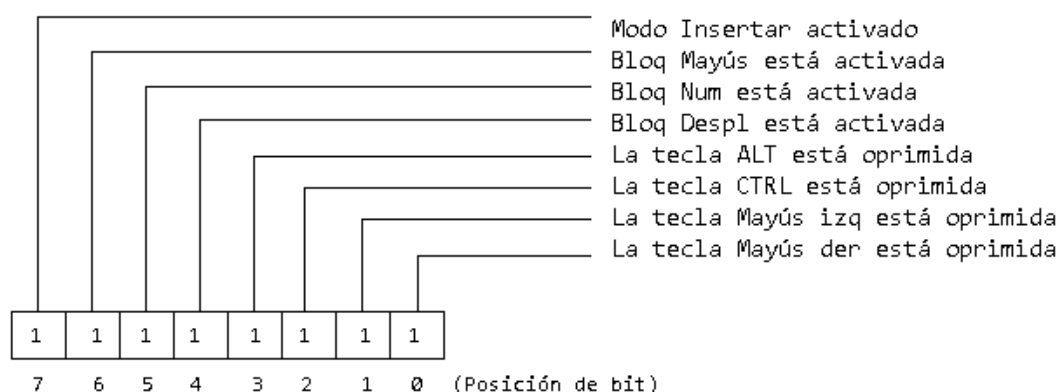 Modo Insertar activado
Bloq Mayús está activada
Bloq Num está activada
Bloq Despl está activada
La tecla ALT está oprimida
La tecla CTRL está oprimida
La tecla Mayús izq está oprimida
La tecla Mayús der está oprimida
1 1 1 1 1 1 1 1
7 6 5 4 3 2 1 0 (Posición de bit)